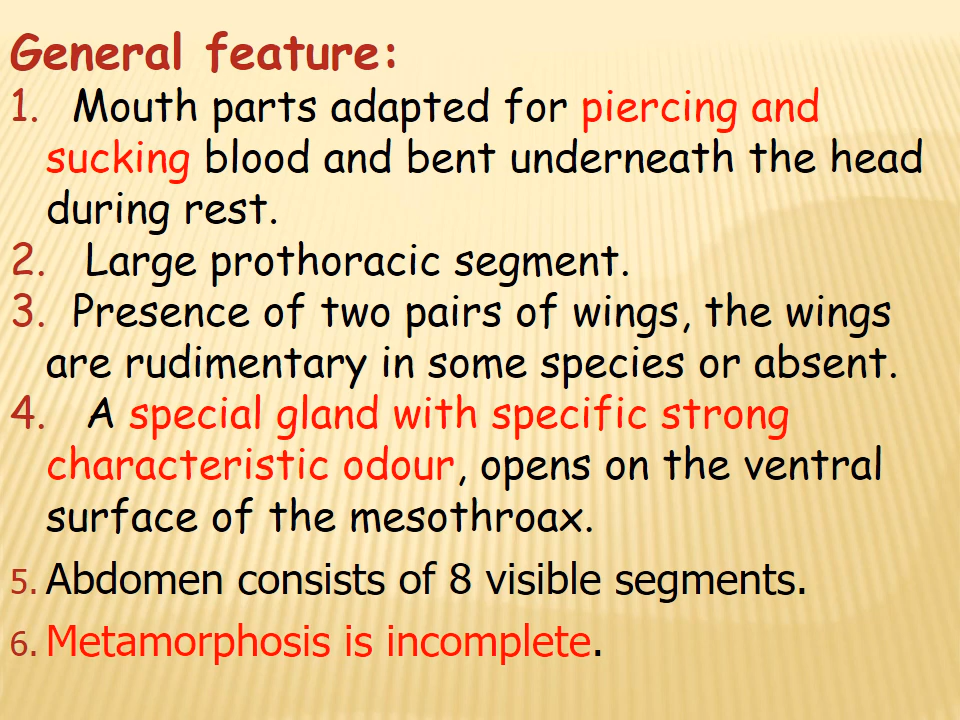 General feature:
1. Mouth parts adapted for piercing and
sucking blood and bent underneath the head
during rest.
2. Large prothoracic segment.
3. Presence of two pairs of wings, the wings
are rudimentary in some species or absent.
4. A special gland with specific strong
characteristic odour, opens on the ventral
surface of the mesothroax.
5. Abdomen consists of 8 visible segments.
6. Metamorphosis is incomplete.